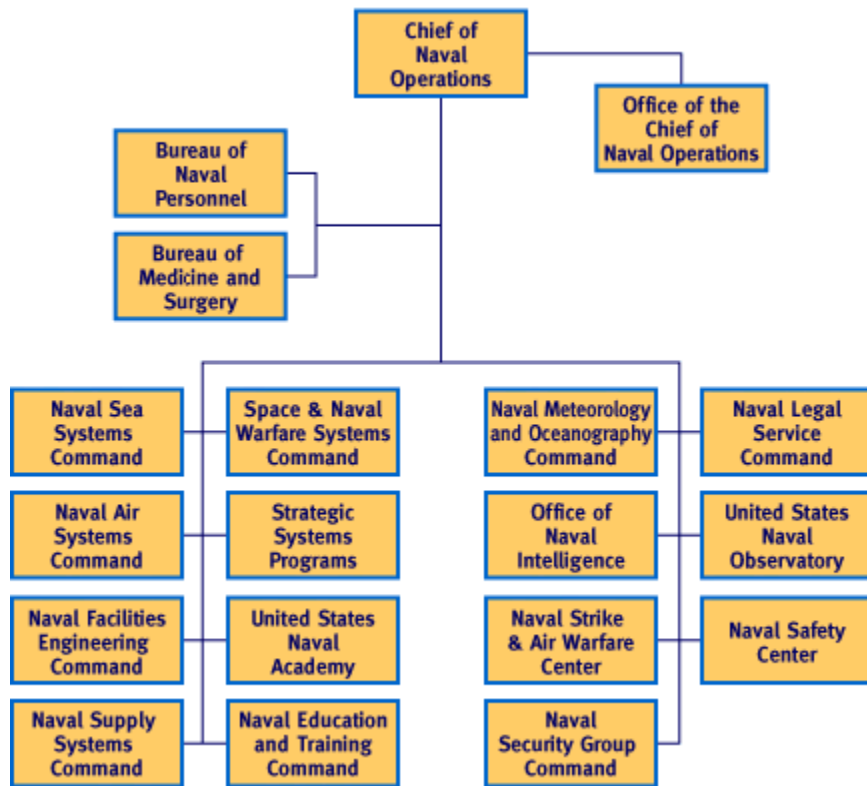 Chief of
Naval
Operations
Office of the
Chief of
Naval Operations
Bureau of
Naval
Personnel
Bureau of
Medicine and
Surgery
Naval Sea
Systems
Command
Space & Naval
Warfare Systems
Command
Naval Meteorology
and Oceanography
Command
Naval Legal
Service
Command
Naval Air
Systems
Command
Strategic
Systems
Programs
Office of
Naval
Intelligence
United States
Naval
Observatory
Naval Facilities
Engineering
Command
United States
Naval
Academy
Naval Strike
& Air Warfare
Center
Naval Safety
Center
Naval Supply
Systems
Command
Naval Education
and Training
Command
Naval
Security Group
Command